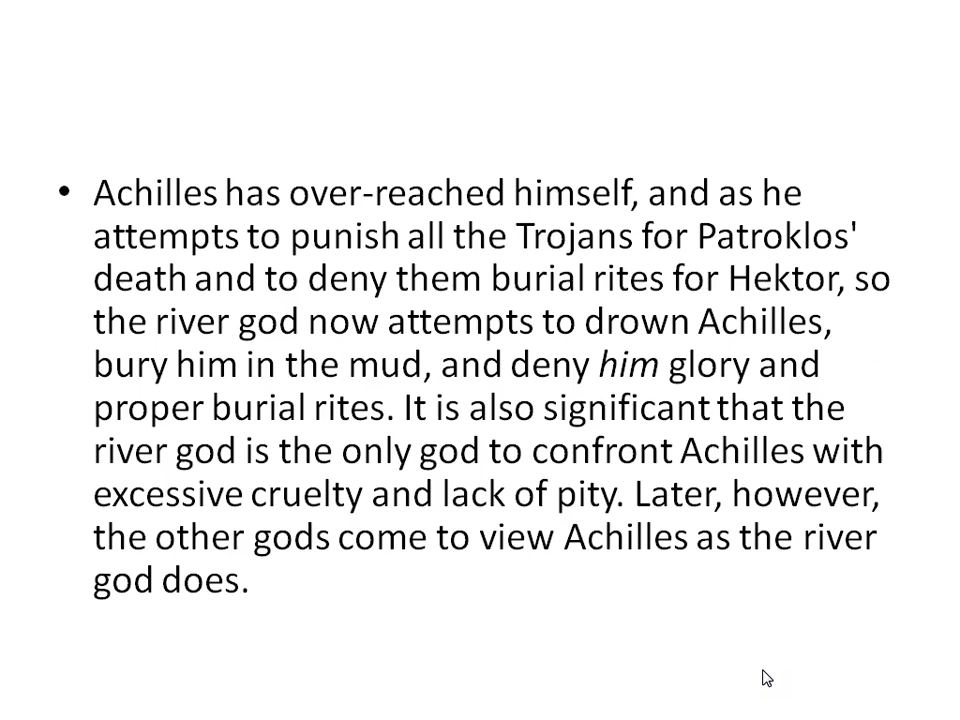 • Achilles has over-reached himself, and as he
attempts to punish all the Trojans for Patroklos'
death and to deny them burial rites for Hektor, so
the river god now attempts to drown Achilles,
bury him in the mud, and deny him glory and
proper burial rites. It is also significant that the
river god is the only god to confront Achilles with
excessive cruelty and lack of pity. Later, however,
the other gods come to view Achilles as the river
god does.